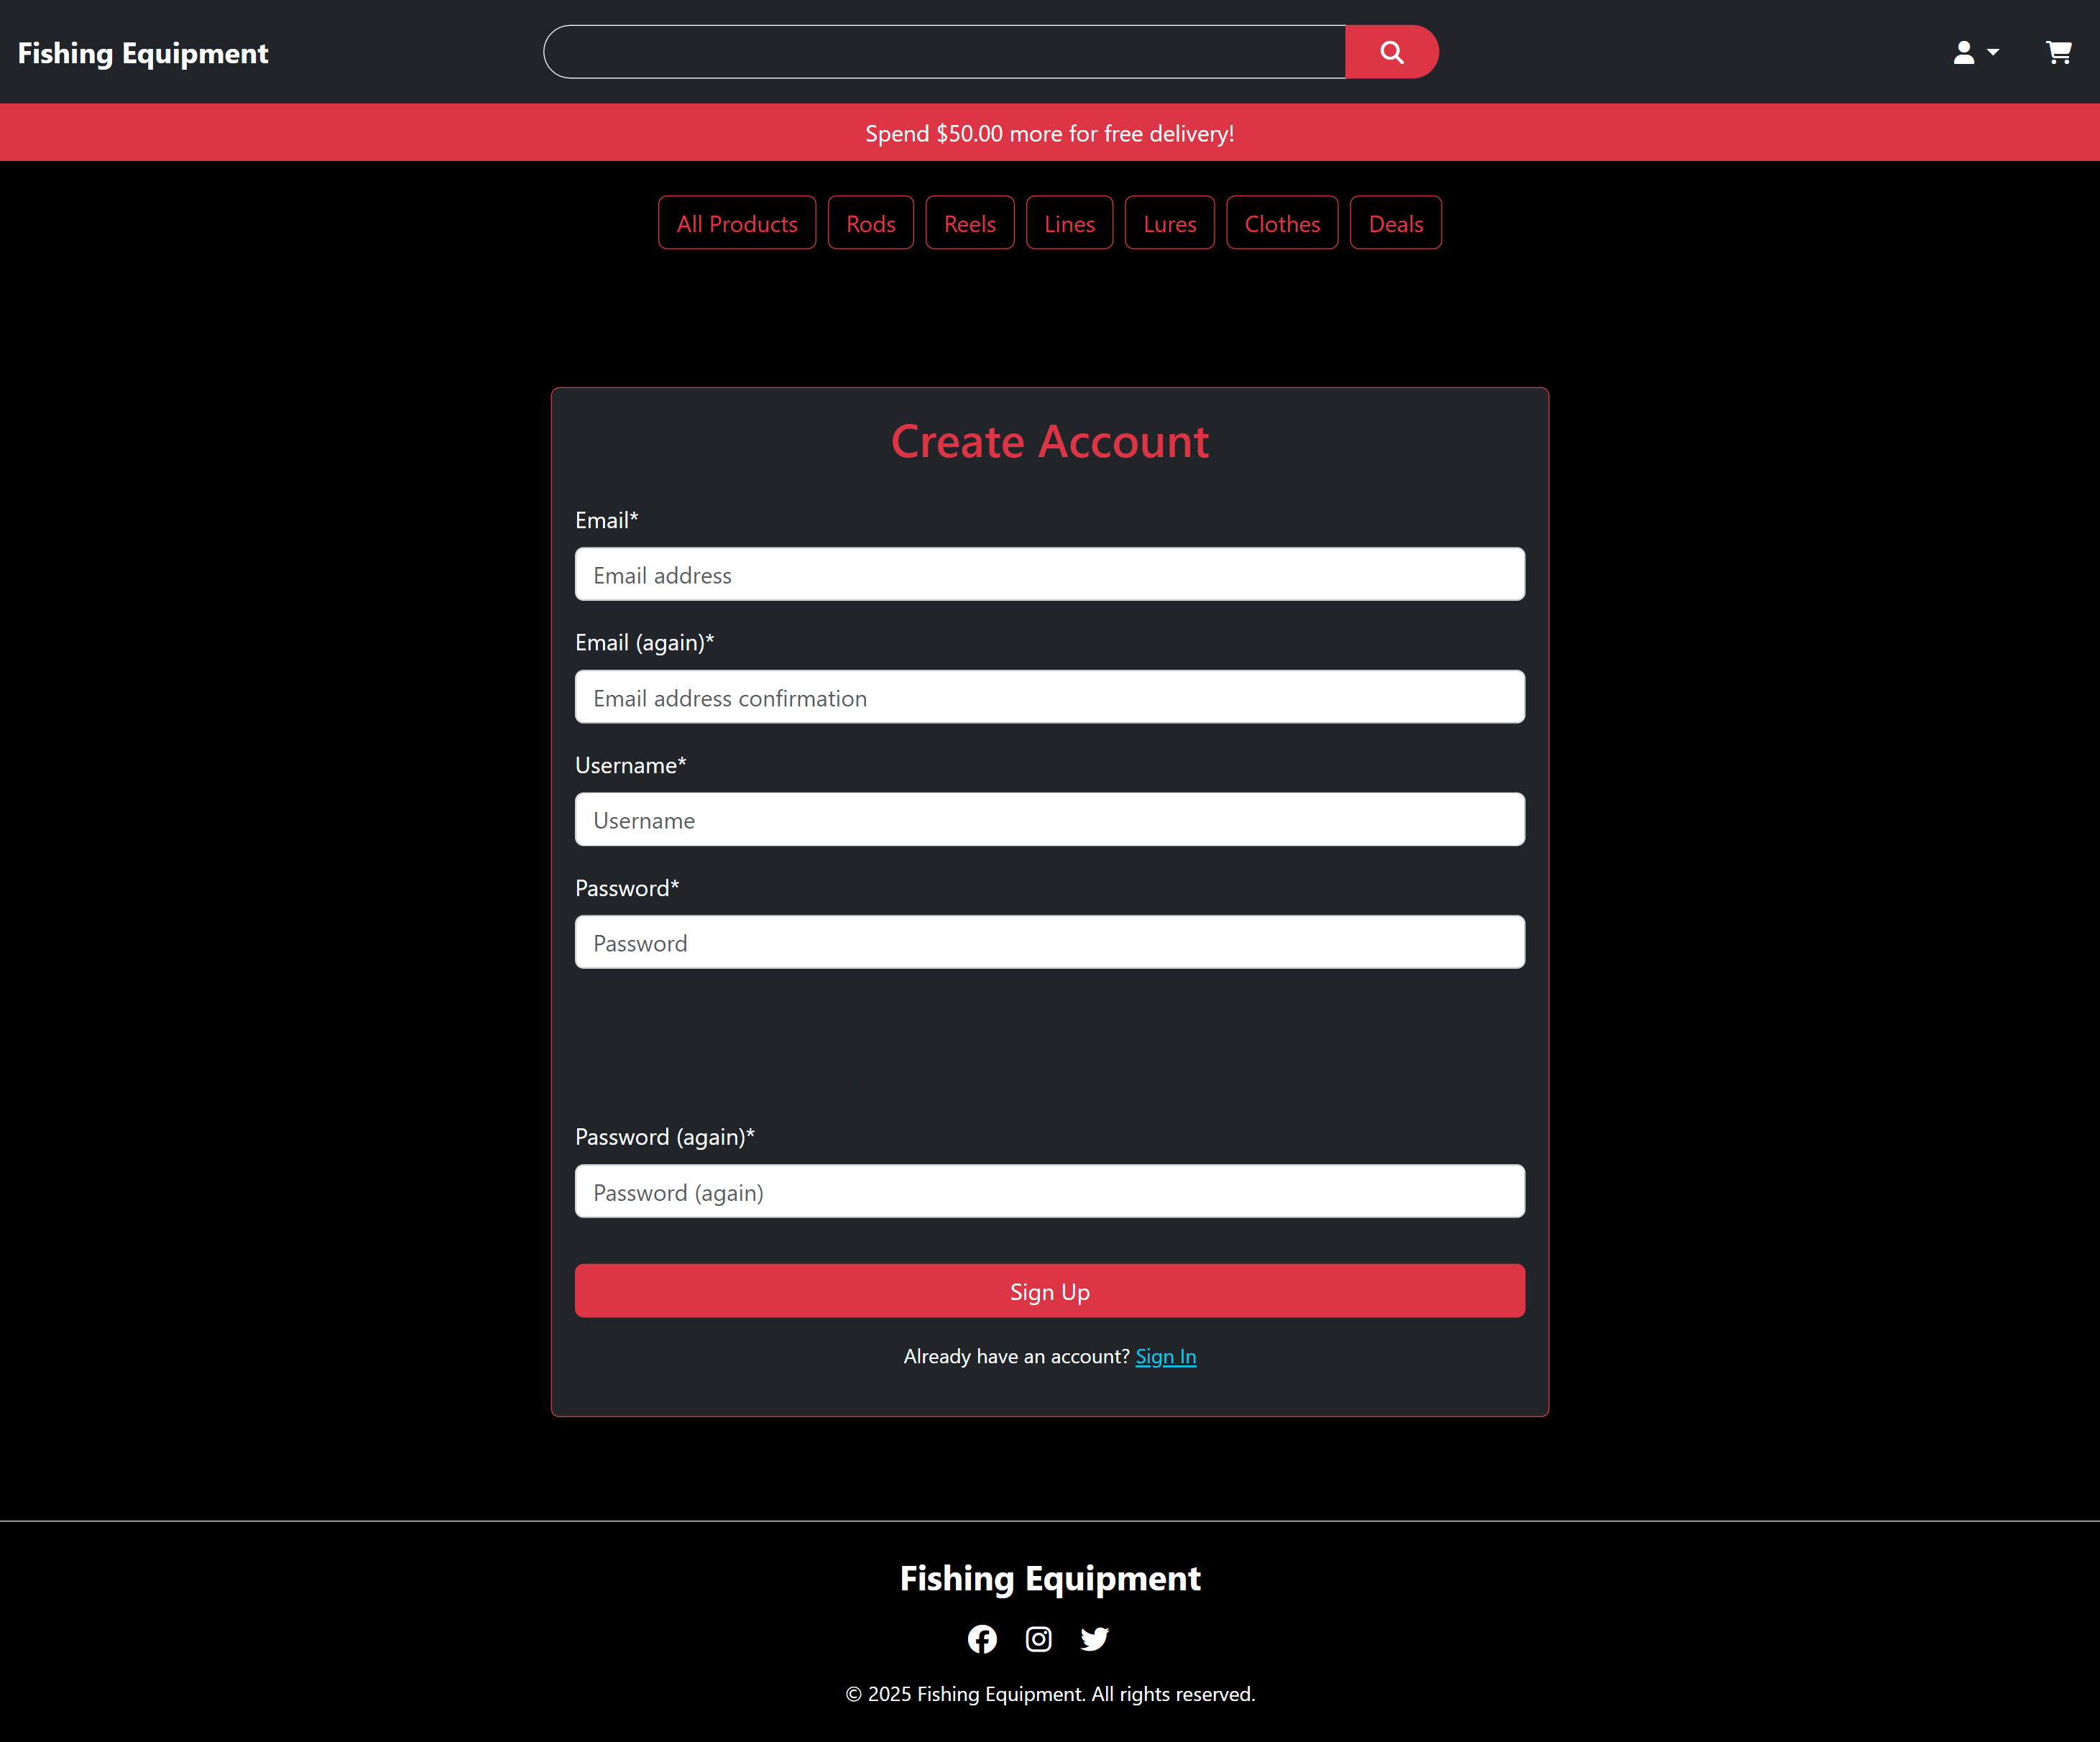 Fishing Equipment
Spend $50.00 more for free delivery!
All Products
Rods
Reels
Lines
Lures
Clothes
Deals
Create Account
Email*
Email address
Email (again)*
Email address confirmation
Username*
Username
Password*
Password
Password (again)*
Password (again)
Sign Up
Already have an account? Sign In
Fishing Equipment
© 2025 Fishing Equipment. All rights reserved.